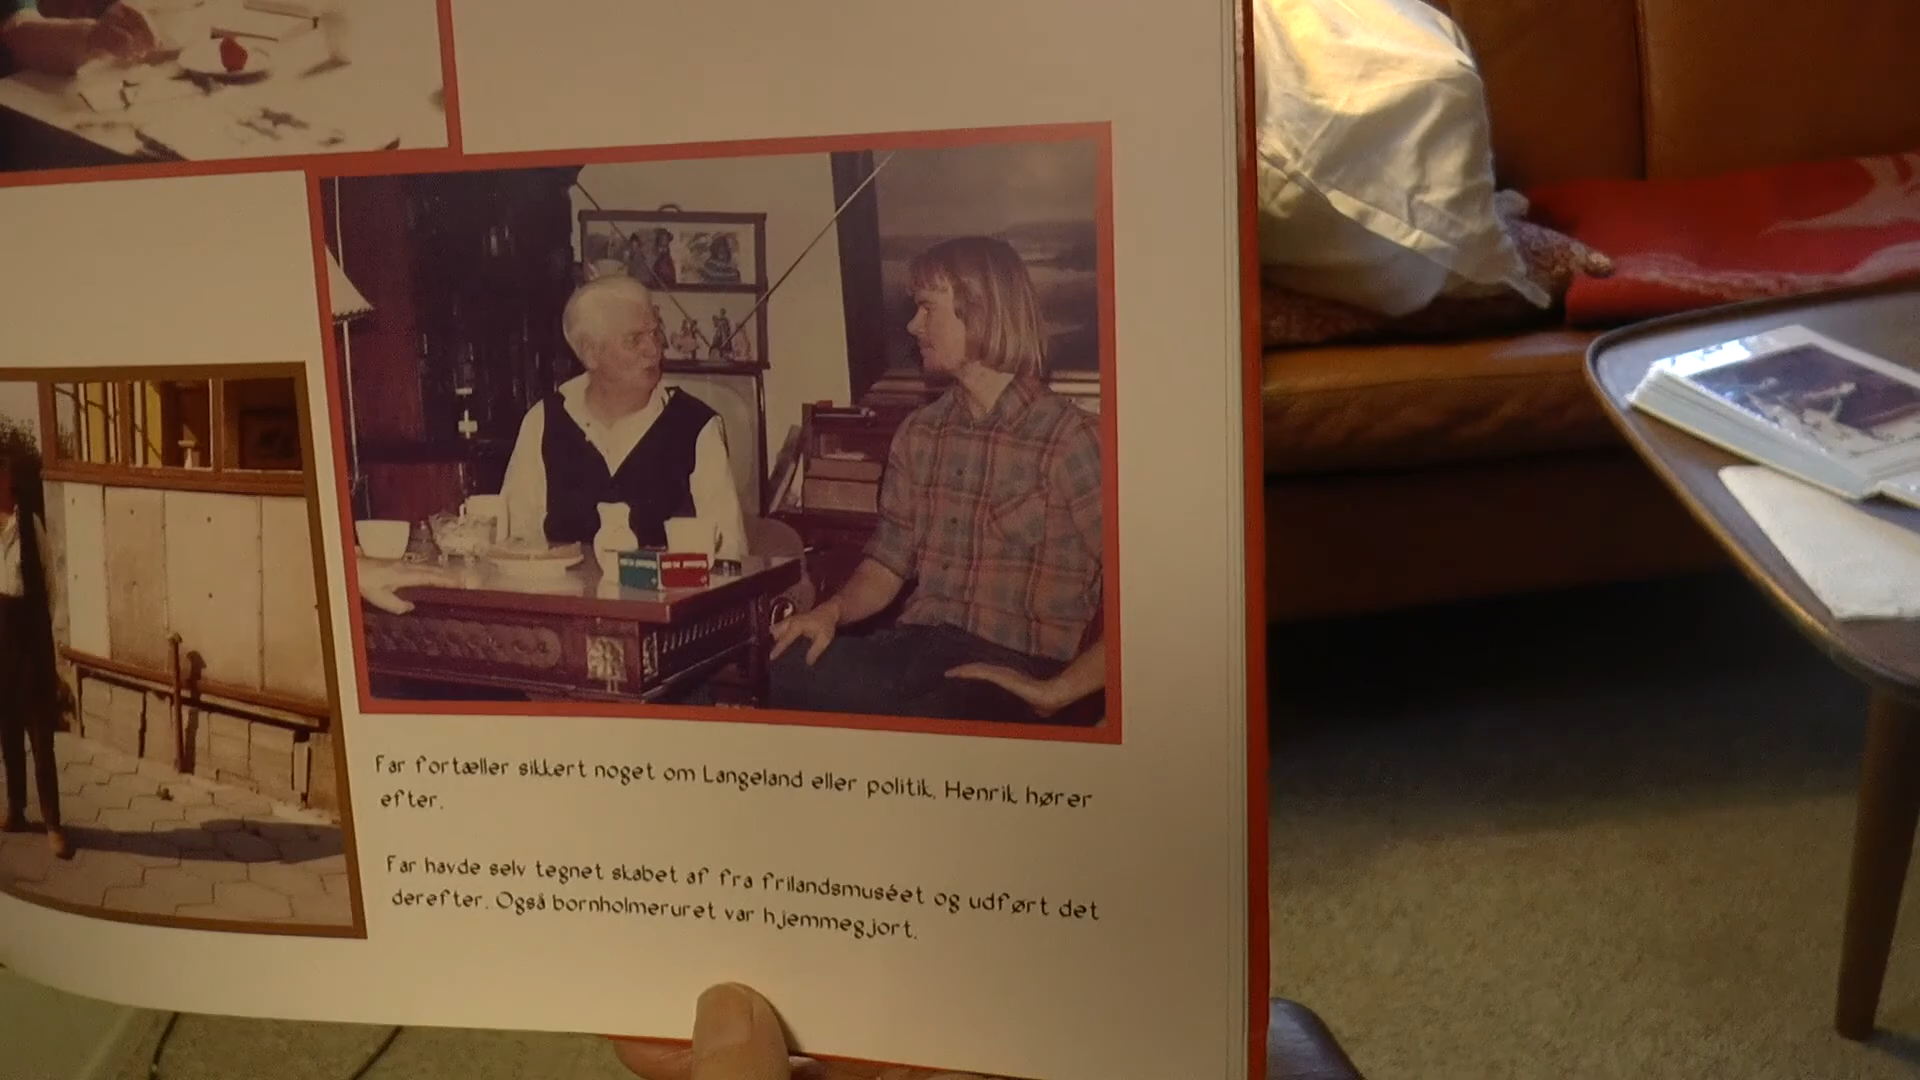 Far fortæller sikkert noget om Langeland eller politik. Henrik hører
efter.
Far havde selv tegnet skabet af fra frilandsmuséet og udført det
derefter. Også bornholmeruret var hjemmegjort.